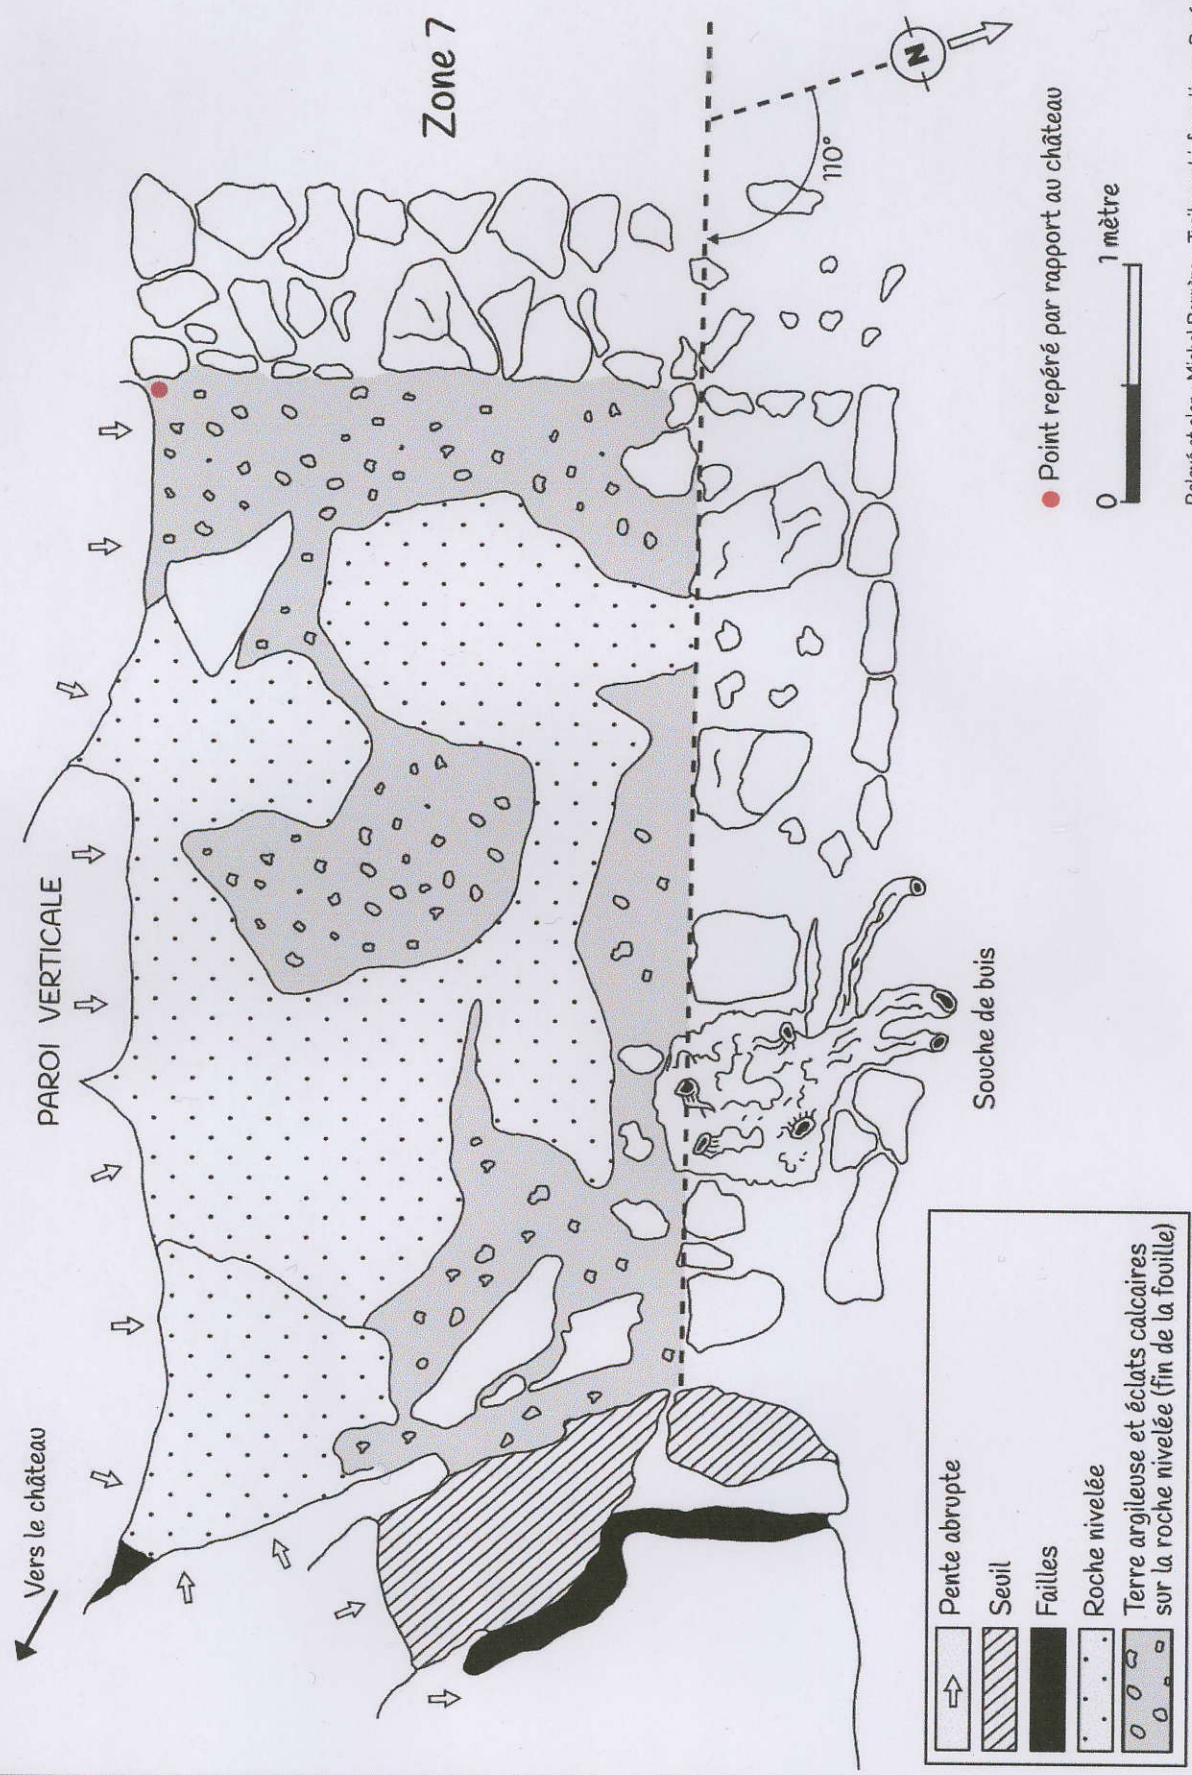 Vers le château
PAROI VERTICALE
Zone 7
110°
N
Souche de buis
Point repéré par rapport au château
0
1 mètre
Pente abrupte
Seuil
Failles
Roche nivelée
Terre argileuse et éclats calcaires
sur la roche nivelée (fin de la fouille)